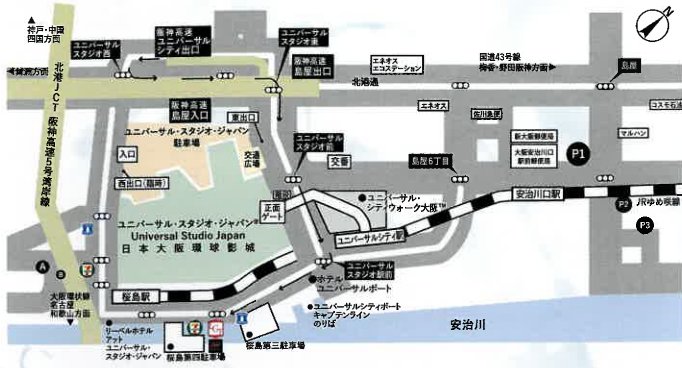 神戸・中国
四国方面
北港JCT 阪神高速5号湾岸線
ユニバーサル
スタジオ西
阪神高速
ユニバーサル
シティ出口
ユニバーサル
スタジオ東
阪神高速
島屋出口
エネオス
エコステーション
国道43号線
梅香・野田阪神方面
島屋
北港通
阪神高速
島屋入口
東出口
エネオス
佐川急便
コスモ石油
ユニバーサル・スタジオ・ジャパン
駐車場
ユニバーサル
スタジオ前
新大阪郵便局
マルハン
入口
交通
広場
交番
島屋6丁目
大阪安治川口
駅前郵便局
P1
西出口(臨時)
正面
ゲート
ユニバーサル・
シティウォーク大阪™
安治川口駅
JRゆめ咲線
P2
P3
ユニバーサル・スタジオ・ジャパン®
Universal Studio Japan
日本大阪環球影城
ユニバーサルシティ駅
ユニバーサル
スタジオ駅前
A
B
7
ホテル
ユニバーサルポート
桜島駅
大阪環状線
名古屋
和歌山方面
ユニバーサルシティポート
キャプテンライン
のりば
安治川
リーベルホテル
アット
ユニバーサル・
スタジオ・ジャパン
7
桜島第四駐車場
桜島第三駐車場